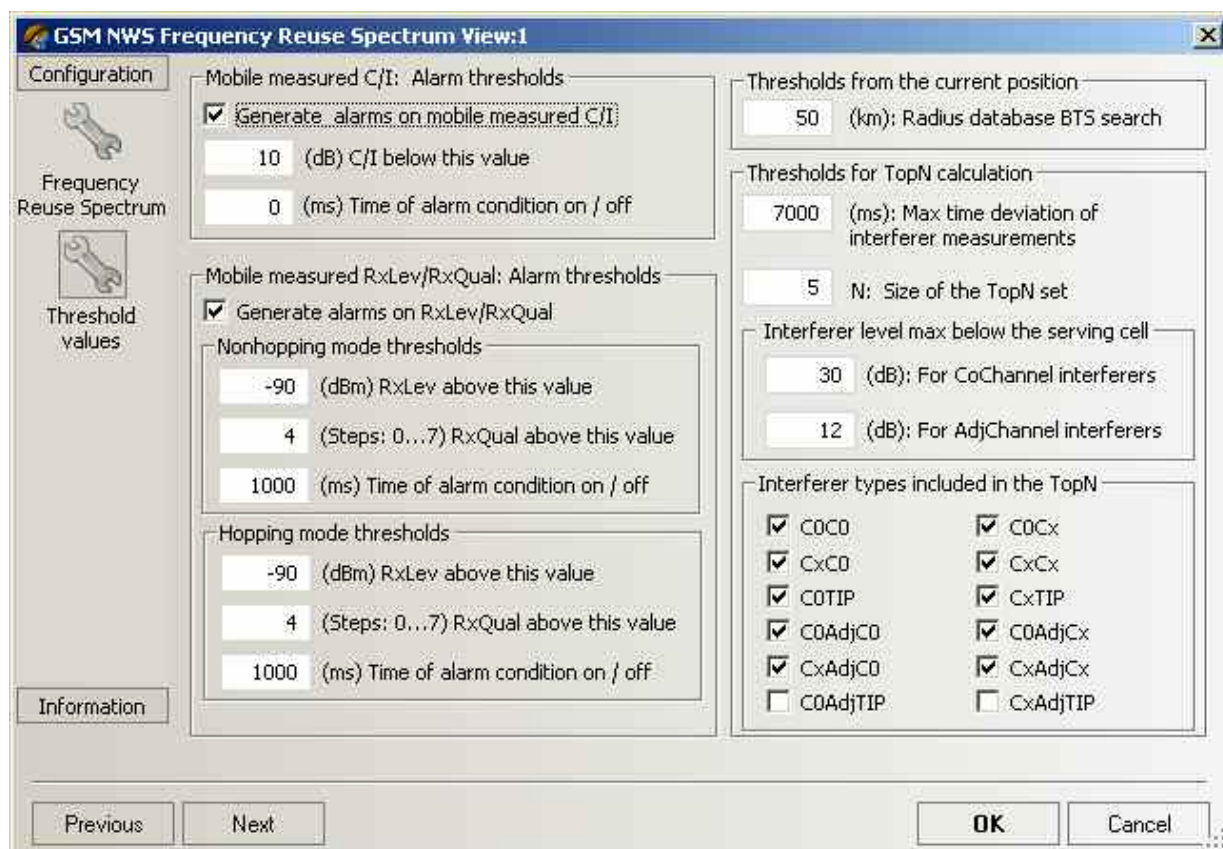 GSM NWS Frequency Reuse Spectrum View:1
Configuration
Frequency
Reuse Spectrum
Threshold
values
Information
Mobile measured C/I: Alarm thresholds
Generate alarms on mobile measured C/I
10 (dB) C/I below this value
0 (ms) Time of alarm condition on / off
Mobile measured RxLev/RxQual: Alarm thresholds
Generate alarms on RxLev/RxQual
Nonhopping mode thresholds
-90 (dBm) RxLev above this value
4 (Steps: 0...7) RxQual above this value
1000 (ms) Time of alarm condition on / off
Hopping mode thresholds
-90 (dBm) RxLev above this value
4 (Steps: 0...7) RxQual above this value
1000 (ms) Time of alarm condition on / off
Thresholds from the current position
50 (km): Radius database BTS search
Thresholds for TopN calculation
7000 (ms): Max time deviation of
interferer measurements
5 N: Size of the TopN set
Interferer level max below the serving cell
30 (dB): For CoChannel interferers
12 (dB): For AdjChannel interferers
Interferer types included in the TopN
C0C0 C0Cx
CxC0 CxCx
C0TIP CxTIP
C0AdjC0 C0AdjCx
CxAdjC0 CxAdjCx
C0AdjTIP CxAdjTIP
Previous Next OK Cancel